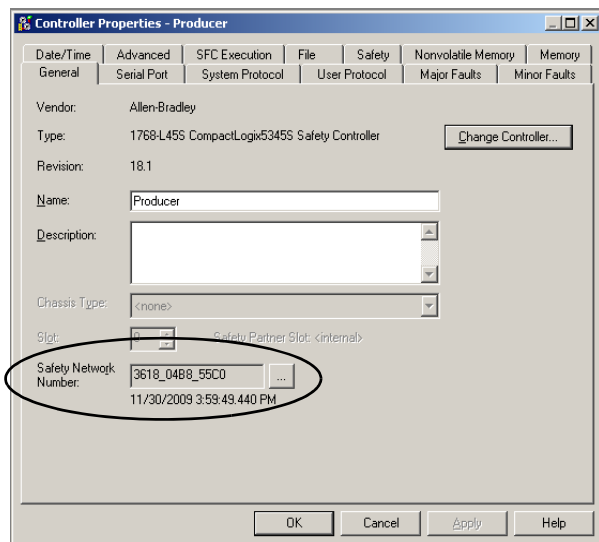 Controller Properties - Producer
Date/Time Advanced SFC Execution File Safety Nonvolatile Memory Memory
General Serial Port System Protocol User Protocol Major Faults Minor Faults
Vendor: Allen-Bradley
Type: 1768-L45S CompactLogix5345S Safety Controller Change Controller...
Revision: 18.1
Name: Producer
Description:
Chassis Type: <none>
Slot: 0 Safety Partner Slot: <internal>
Safety Network
Number: 3618_04B8_55C0 ...
11/30/2009 3:59:49.440 PM
OK Cancel Apply Help